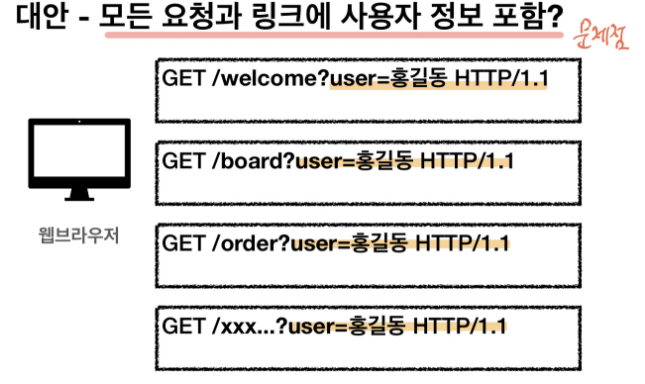 대안 - 모든 요청과 링크에 사용자 정보 포함?
문제점
GET /welcome?user=홍길동 HTTP/1.1
GET /board?user=홍길동 HTTP/1.1
웹브라우저
GET /order?user=홍길동 HTTP/1.1
GET /xxx...?user=홍길동 HTTP/1.1